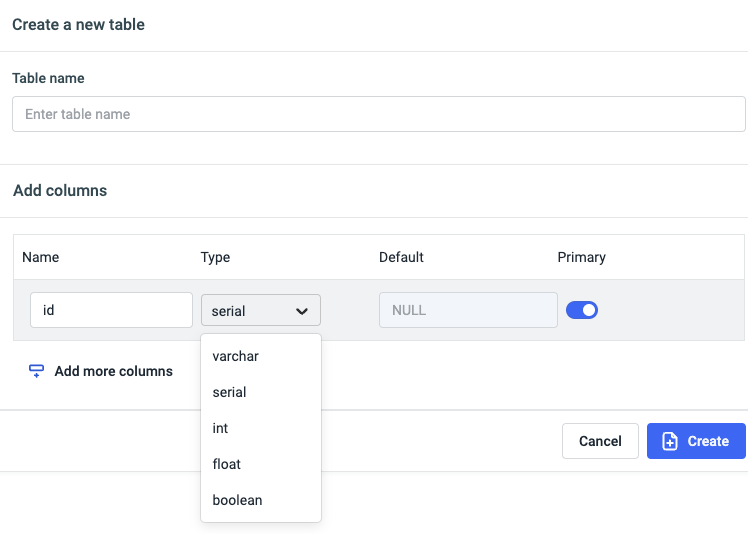 Create a new table
Table name
Enter table name
Add columns
Name Type Default Primary
id serial NULL
varchar
Add more columns
serial
int
float
boolean
Cancel Create